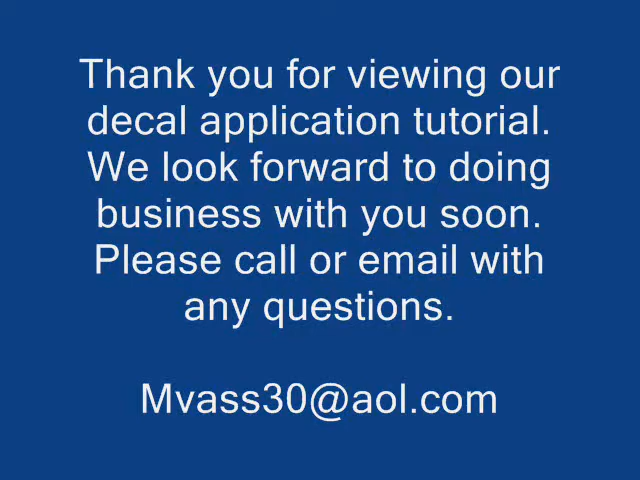 Thank you for viewing our
decal application tutorial.
We look forward to doing
business with you soon.
Please call or email with
any questions.
Mvass30@aol.com